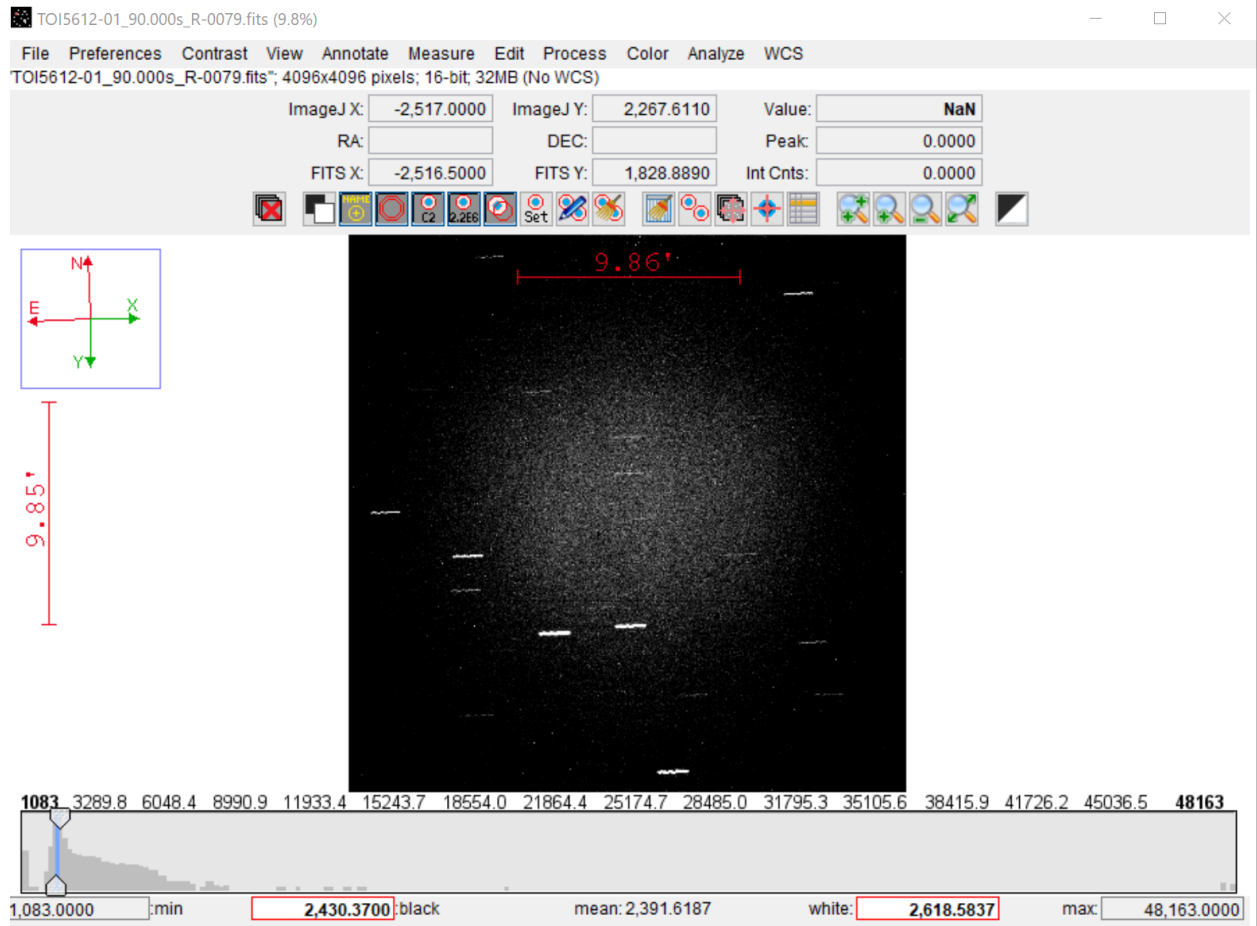 TOI5612-01_90.000s_R-0079.fits (9.8%)
File Preferences Contrast View Annotate Measure Edit Process Color Analyze WCS
'TOI5612-01_90.000s_R-0079.fits"; 4096x4096 pixels; 16-bit; 32MB (No WCS)
ImageJ X: -2,517.0000 ImageJ Y: 2,267.6110 Value: NaN
RA: DEC: Peak: 0.0000
FITS X: -2,516.5000 FITS Y: 1,828.8890 Int Cnts: 0.0000
NAME C2 2.2E6 Set
9.86'
N
E X
Y
9.85'
1083 3289.8 6048.4 8990.9 11933.4 15243.7 18554.0 21864.4 25174.7 28485.0 31795.3 35105.6 38415.9 41726.2 45036.5 48163
1,083.0000 :min 2,430.3700 :black mean: 2,391.6187 white: 2,618.5837 max: 48,163.0000